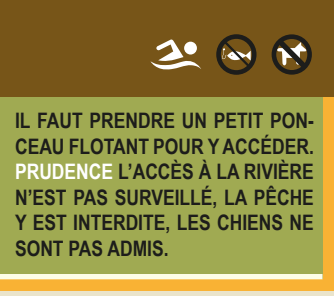 IL FAUT PRENDRE UN PETIT PON-
CEAU FLOTANT POUR Y ACCÉDER.
PRUDENCE L'ACCÈS À LA RIVIÈRE
N'EST PAS SURVEILLÉ, LA PÊCHE
Y EST INTERDITE, LES CHIENS NE
SONT PAS ADMIS.